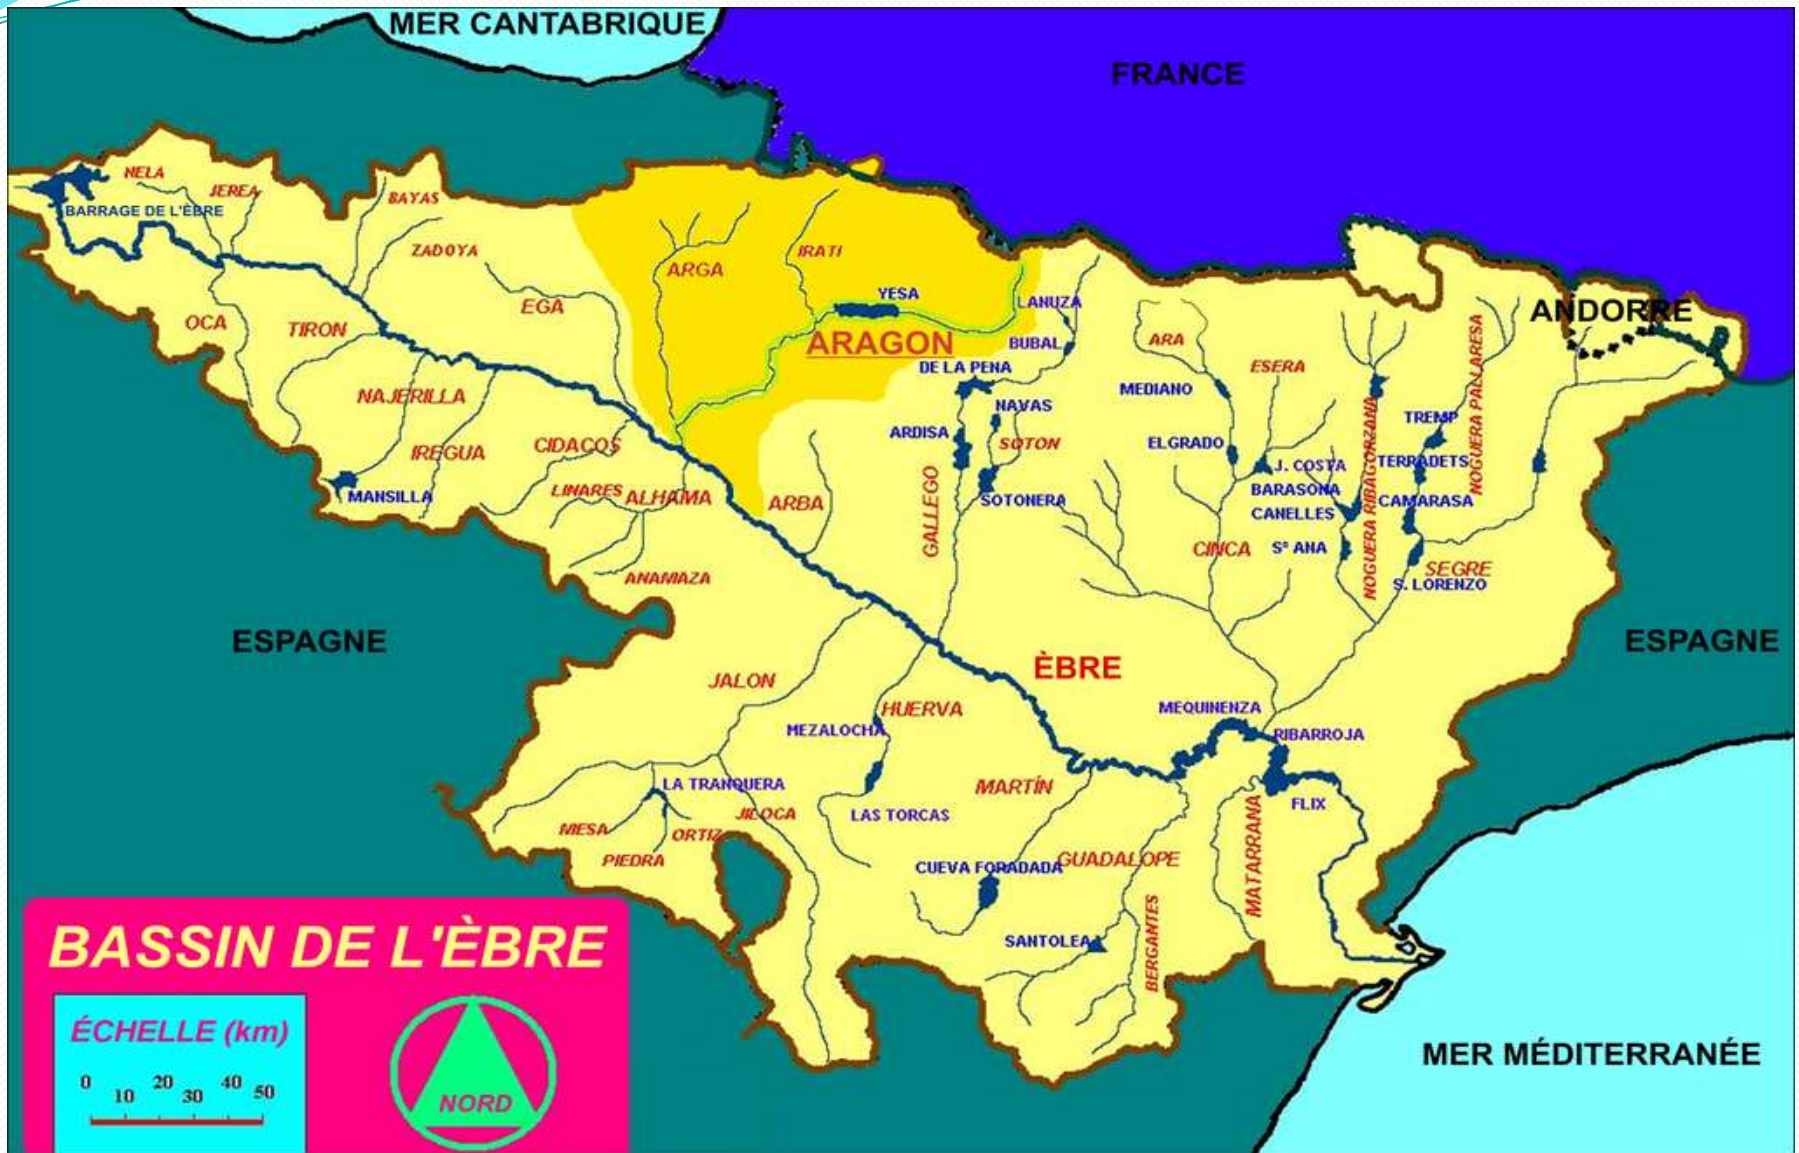 MER CANTABRIQUE
FRANCE
NELA
JEREA
BAYAS
BARRAGE DE L'ÈBRE
ZADOYA
IRATI
ARGA
YESA
LANUZA
EGA
OCA
TIRON
ARAGON
BUBAL
ARA
ANDORRE
DE LA PENA
ESERA
NOGUERA PALLARESA
NAJERILLA
MEDIANO
NAVAS
TREMP
ARDISA
SOTON
ELGRADO
NOGUERA RIBAGORZANA
IREGUA
CIDACOS
J. COSTA
TERRADETS
MANSILLA
LINARES
ALHAMA
ARBA
GALLEGO
SOTONERA
BARASONA
CAMARASA
CANELLES
CINCA
Sª ANA
SEGRE
S. LORENZO
ANAMAZA
ESPAGNE
ESPAGNE
ÈBRE
JALON
HUERVA
MEQUINENZA
MEZALOCHA
RIBARROJA
LA TRANQUERA
MARTÍN
FLIX
JILOCA
LAS TORCAS
MESA
ORTIZ
PIEDRA
MATARRANA
CUEVA FORADADA
GUADALOPE
SANTOLEA
BERGANTES
BASSIN DE L'ÈBRE
ÉCHELLE (km)
0 10 20 30 40 50
NORD
MER MÉDITERRANÉE